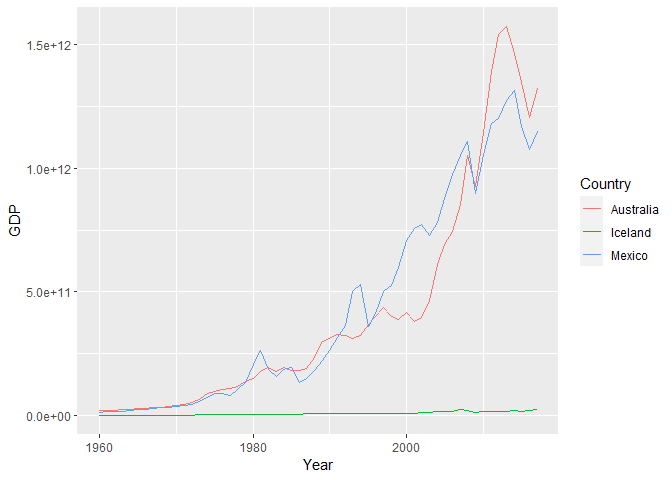 1.5e+12
1.0e+12
5.0e+11
0.0e+00
GDP
1960
1980
2000
Year
Country
Australia
Iceland
Mexico